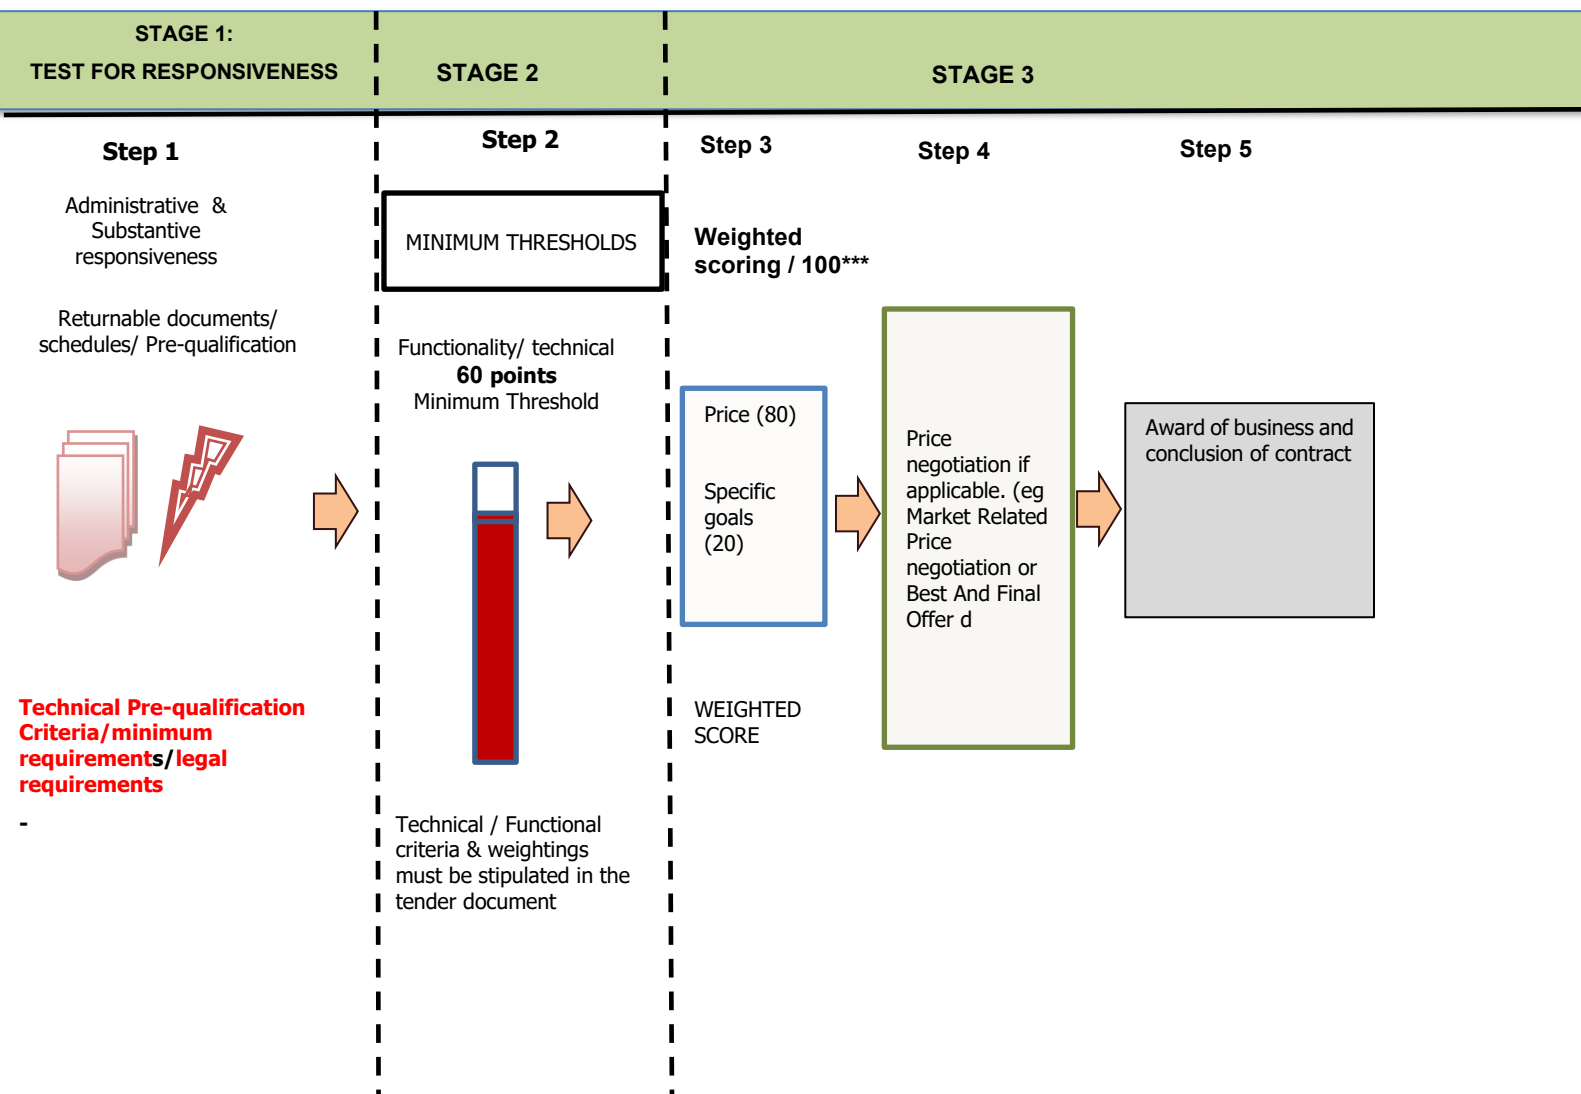 STAGE 1:
TEST FOR RESPONSIVENESS
STAGE 2
STAGE 3
Step 1
Administrative &
Substantive
responsiveness
Returnable documents/
schedules/ Pre-qualification
Technical Pre-qualification
Criteria/minimum
requirements/legal
requirements
-
Step 2
MINIMUM THRESHOLDS
Functionality/ technical
60 points
Minimum Threshold
Technical / Functional
criteria & weightings
must be stipulated in the
tender document
Step 3
Weighted
scoring / 100***
Price (80)
Specific
goals
(20)
WEIGHTED
SCORE
Step 4
Price
negotiation if
applicable. (eg
Market Related
Price
negotiation or
Best And Final
Offer d
Step 5
Award of business and
conclusion of contract